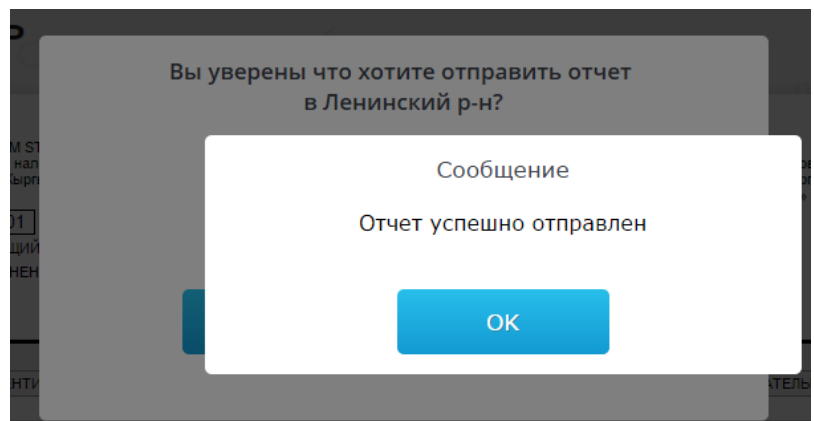 Вы уверены что хотите отправить отчет
в Ленинский р-н?
Сообщение
Отчет успешно отправлен
OK